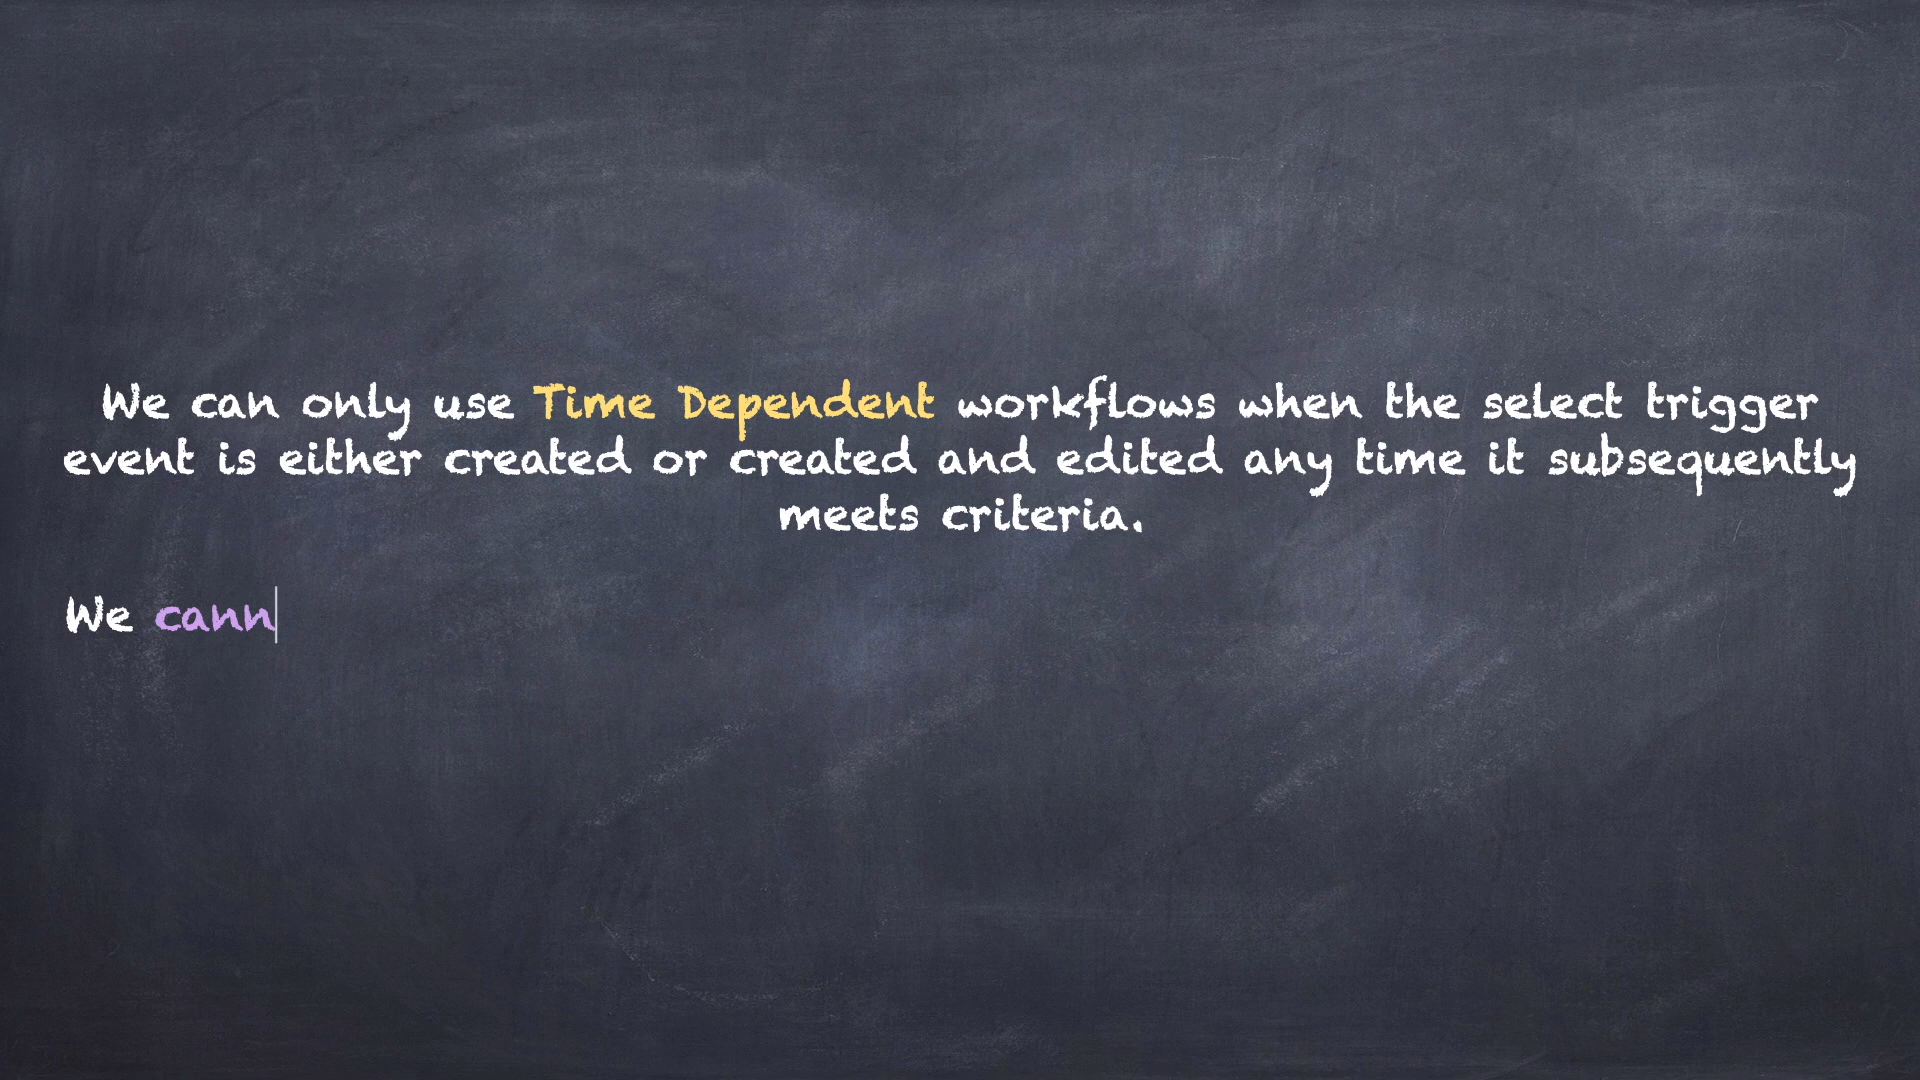 We can only use Time Dependent workflows when the select trigger
event is either created or created and edited any time it subsequently
meets criteria.
We cann